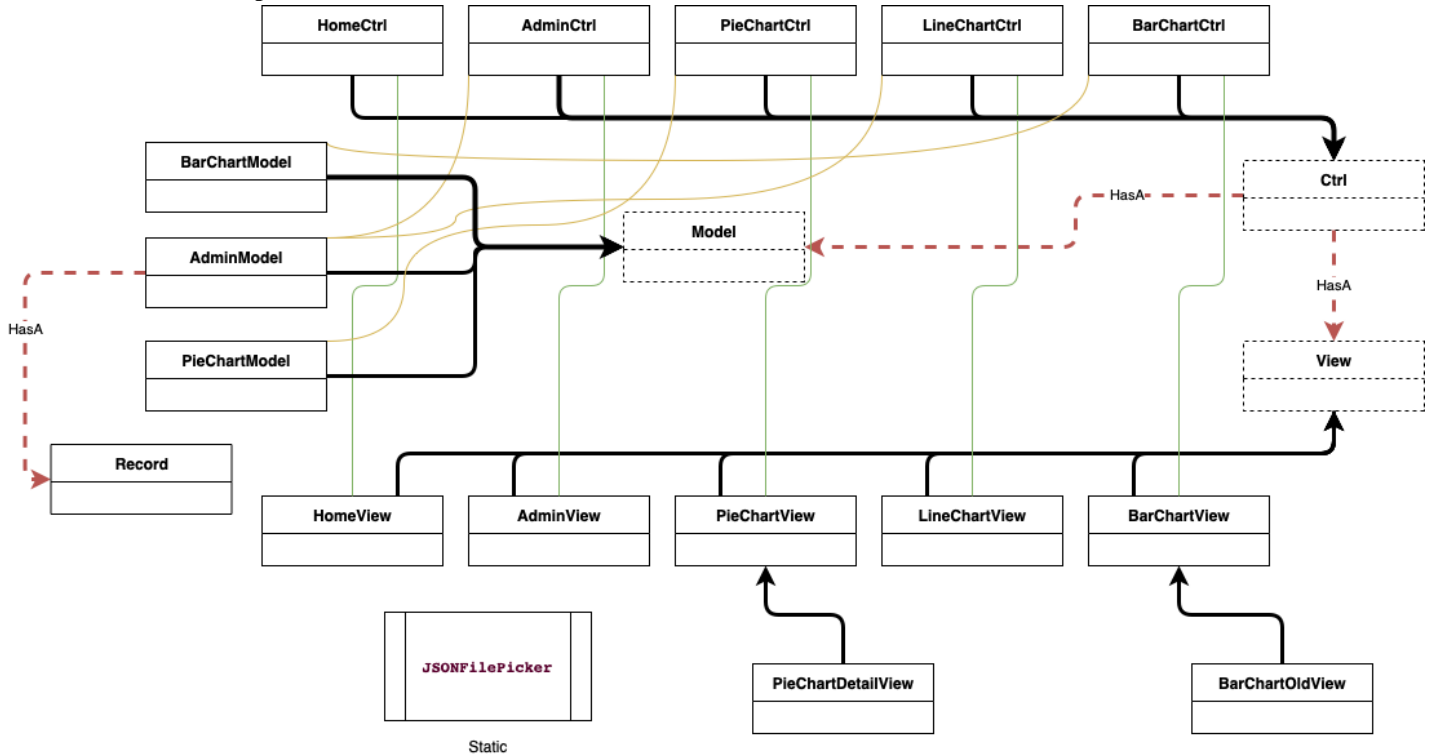 HomeCtrl
AdminCtrl
PieChartCtrl
LineChartCtrl
BarChartCtrl
BarChartModel
Ctrl
HasA
Model
AdminModel
HasA
HasA
PieChartModel
View
Record
HomeView
AdminView
PieChartView
LineChartView
BarChartView
JSONFilePicker
PieChartDetailView
BarChartOldView
Static